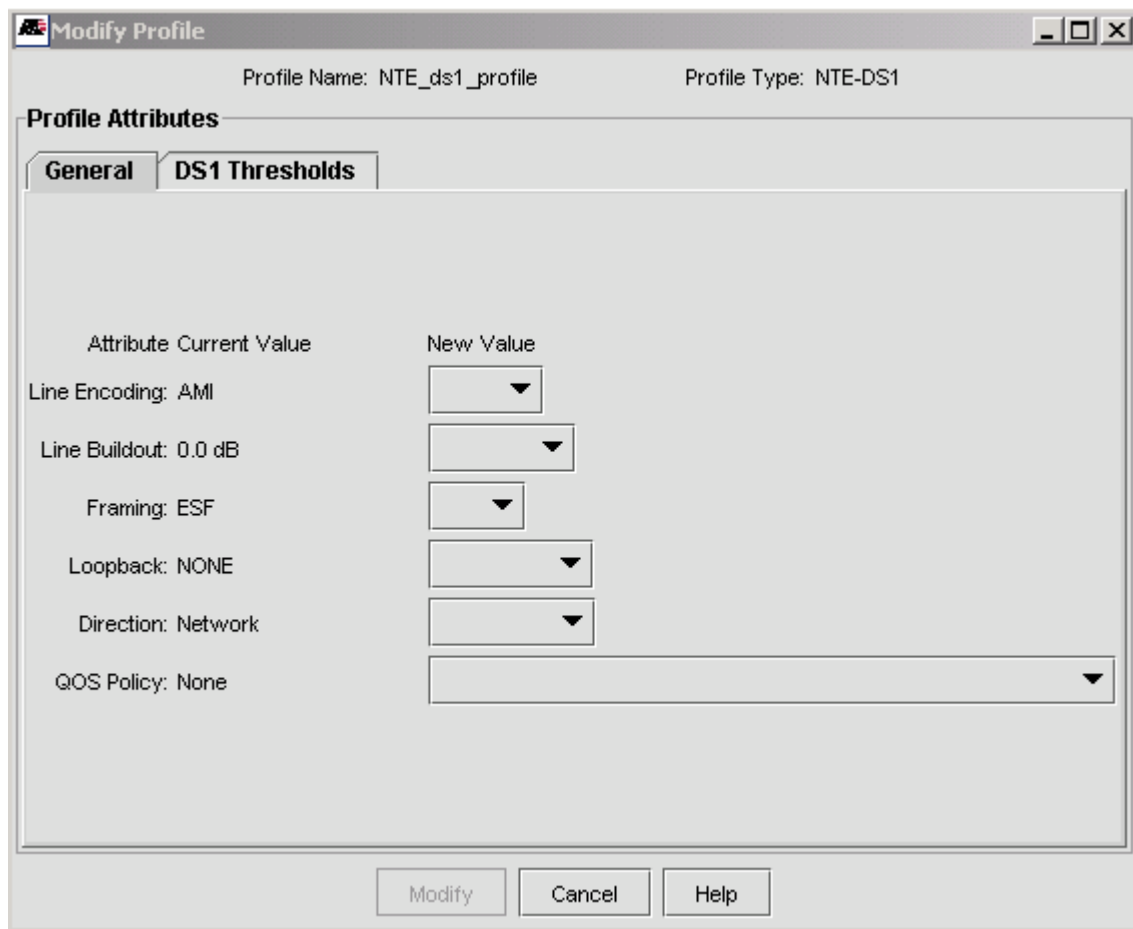 Modify Profile
Profile Name: NTE_ds1_profile Profile Type: NTE-DS1
Profile Attributes
General DS1 Thresholds
Attribute Current Value New Value
Line Encoding: AMI
Line Buildout: 0.0 dB
Framing: ESF
Loopback: NONE
Direction: Network
QOS Policy: None
Modify Cancel Help